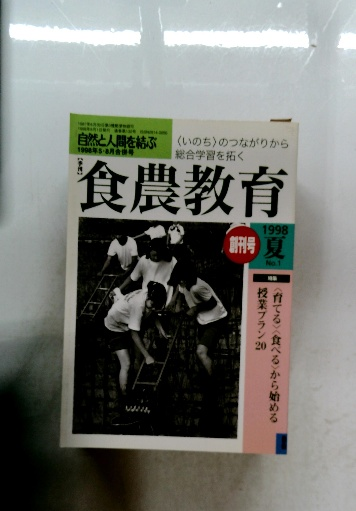 自然と人間を結ぶ
1998年5・8月合併号
〈いのち〉のつながりから
総合学習を拓く
［季刊］
食農教育
創刊号
1998
夏
No.1
特集
〈育てる〉〈食べる〉から始める
授業プラン20